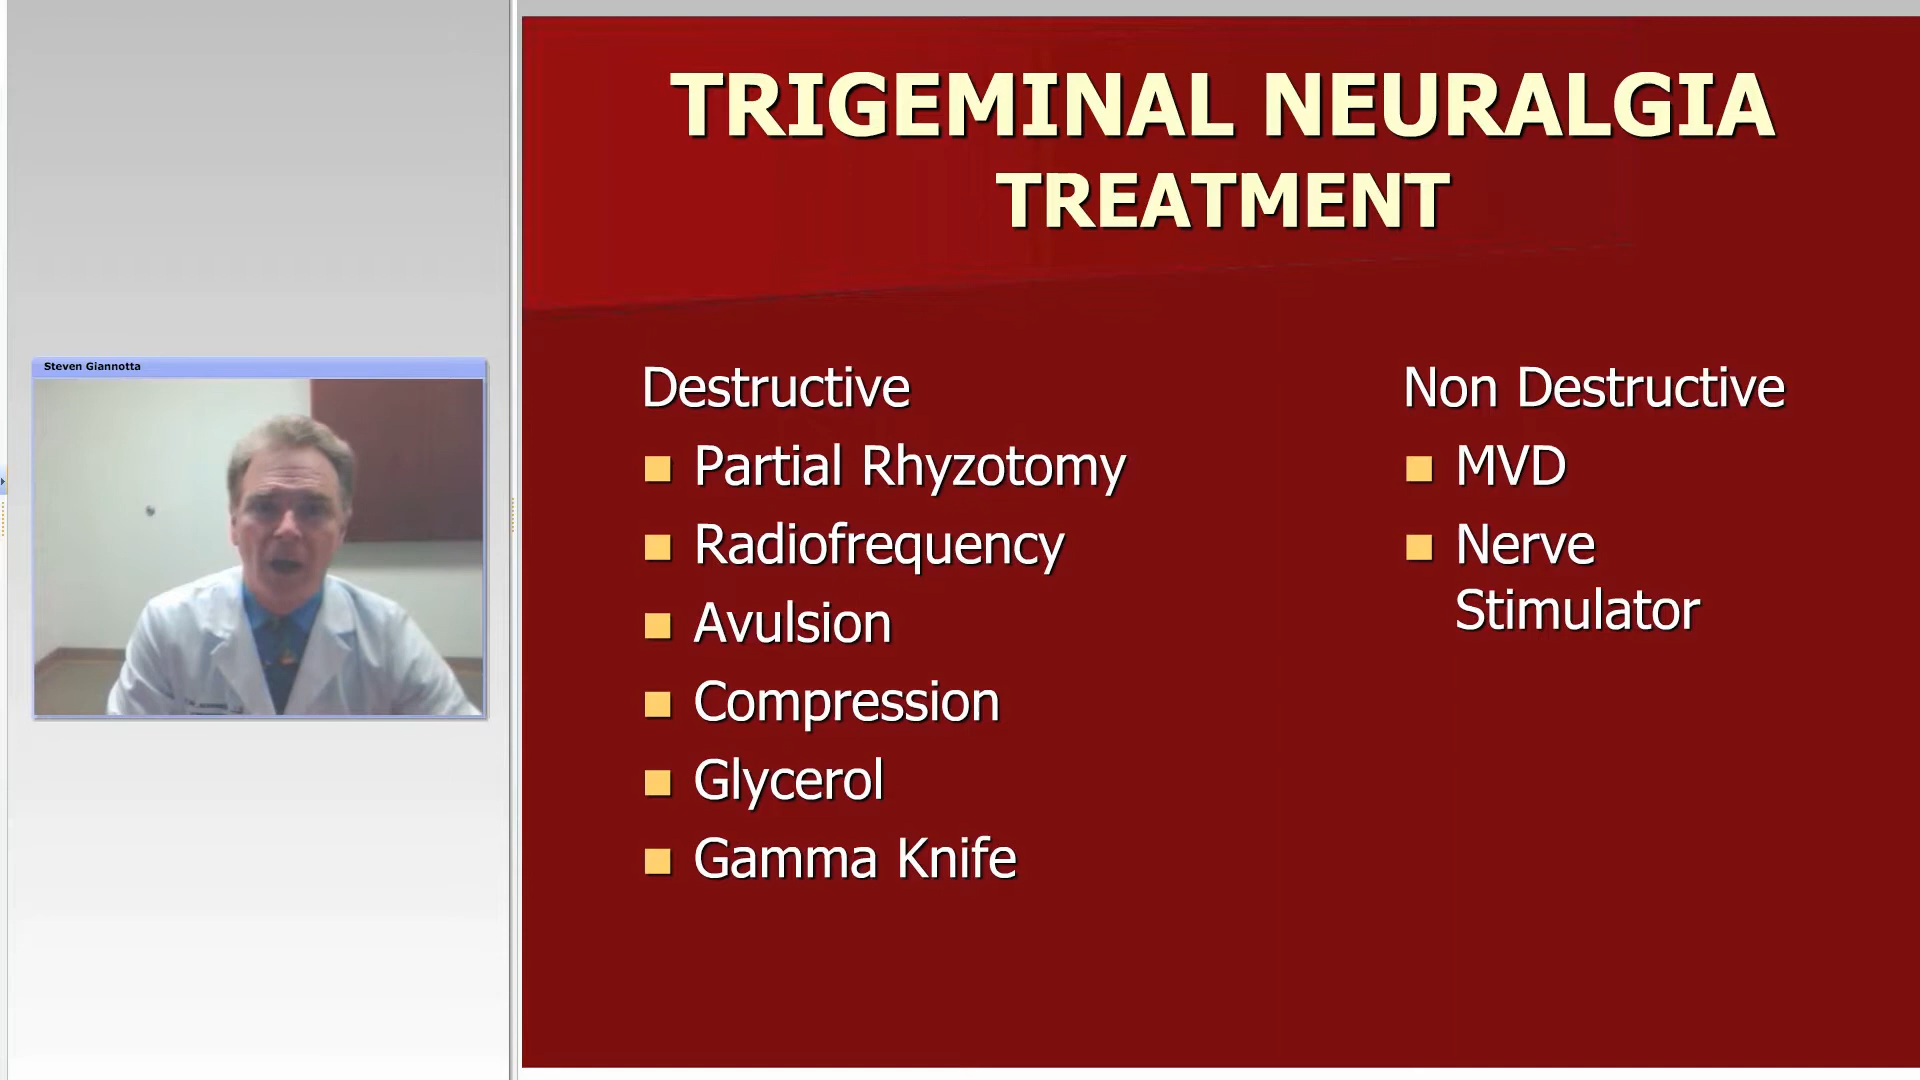 Steven Giannotta
TRIGEMINAL NEURALGIA
TREATMENT
Destructive
Partial Rhyzotomy
Radiofrequency
Avulsion
Compression
Glycerol
Gamma Knife
Non Destructive
MVD
Nerve
Stimulator